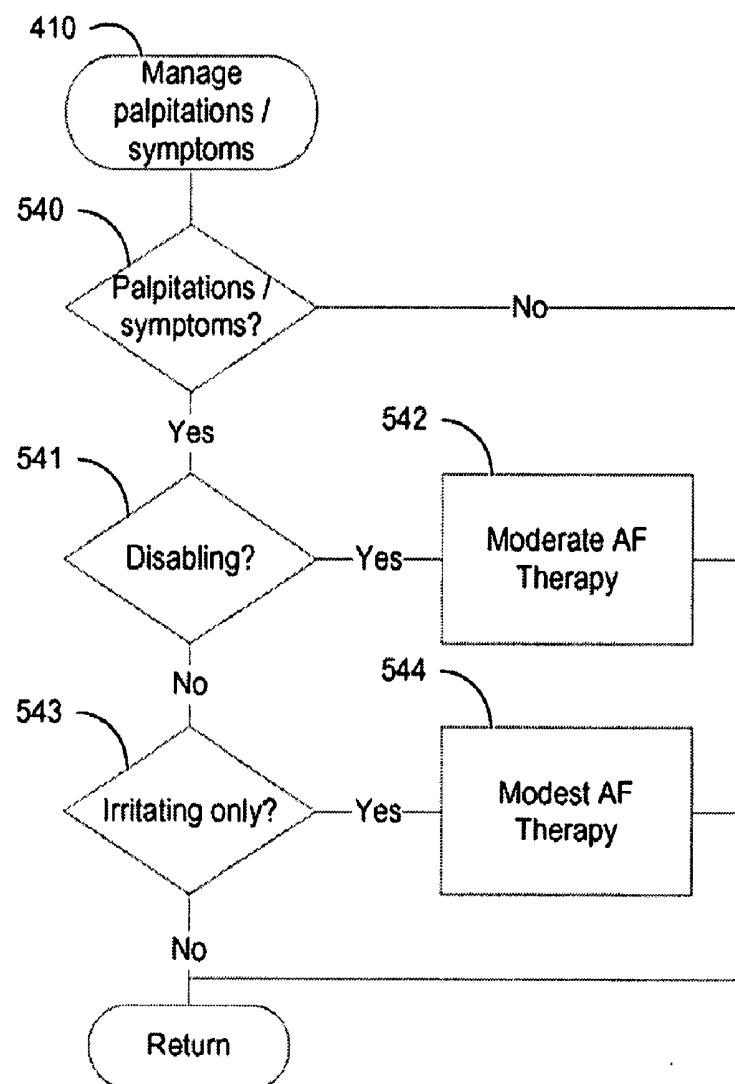 410
Manage
palpitations /
symptoms
540
Palpitations /
symptoms?
No
Yes
541
542
Disabling?
Yes
Moderate AF
Therapy
No
543
544
Irritating only?
Yes
Modest AF
Therapy
No
Return